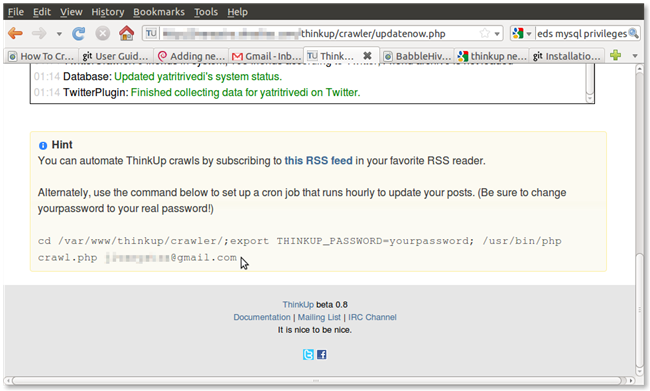 File Edit View History Bookmarks Tools Help
/thinkup/crawler/updatenow.php
eds mysql privileges
How To Cr... git User Guid... Adding ne... Gmail - Inb... TU Think... BabbleHiv... thinkup ne... git Installatio...
01:14 Database: Updated yatritrivedi's system status.
01:14 TwitterPlugin: Finished collecting data for yatritrivedi on Twitter.
Hint
You can automate ThinkUp crawls by subscribing to this RSS feed in your favorite RSS reader.
Alternately, use the command below to set up a cron job that runs hourly to update your posts. (Be sure to change
yourpassword to your real password!)
cd /var/www/thinkup/crawler/;export THINKUP_PASSWORD=yourpassword; /usr/bin/php
crawl.php @gmail.com
ThinkUp beta 0.8
Documentation | Mailing List | IRC Channel
It is nice to be nice.